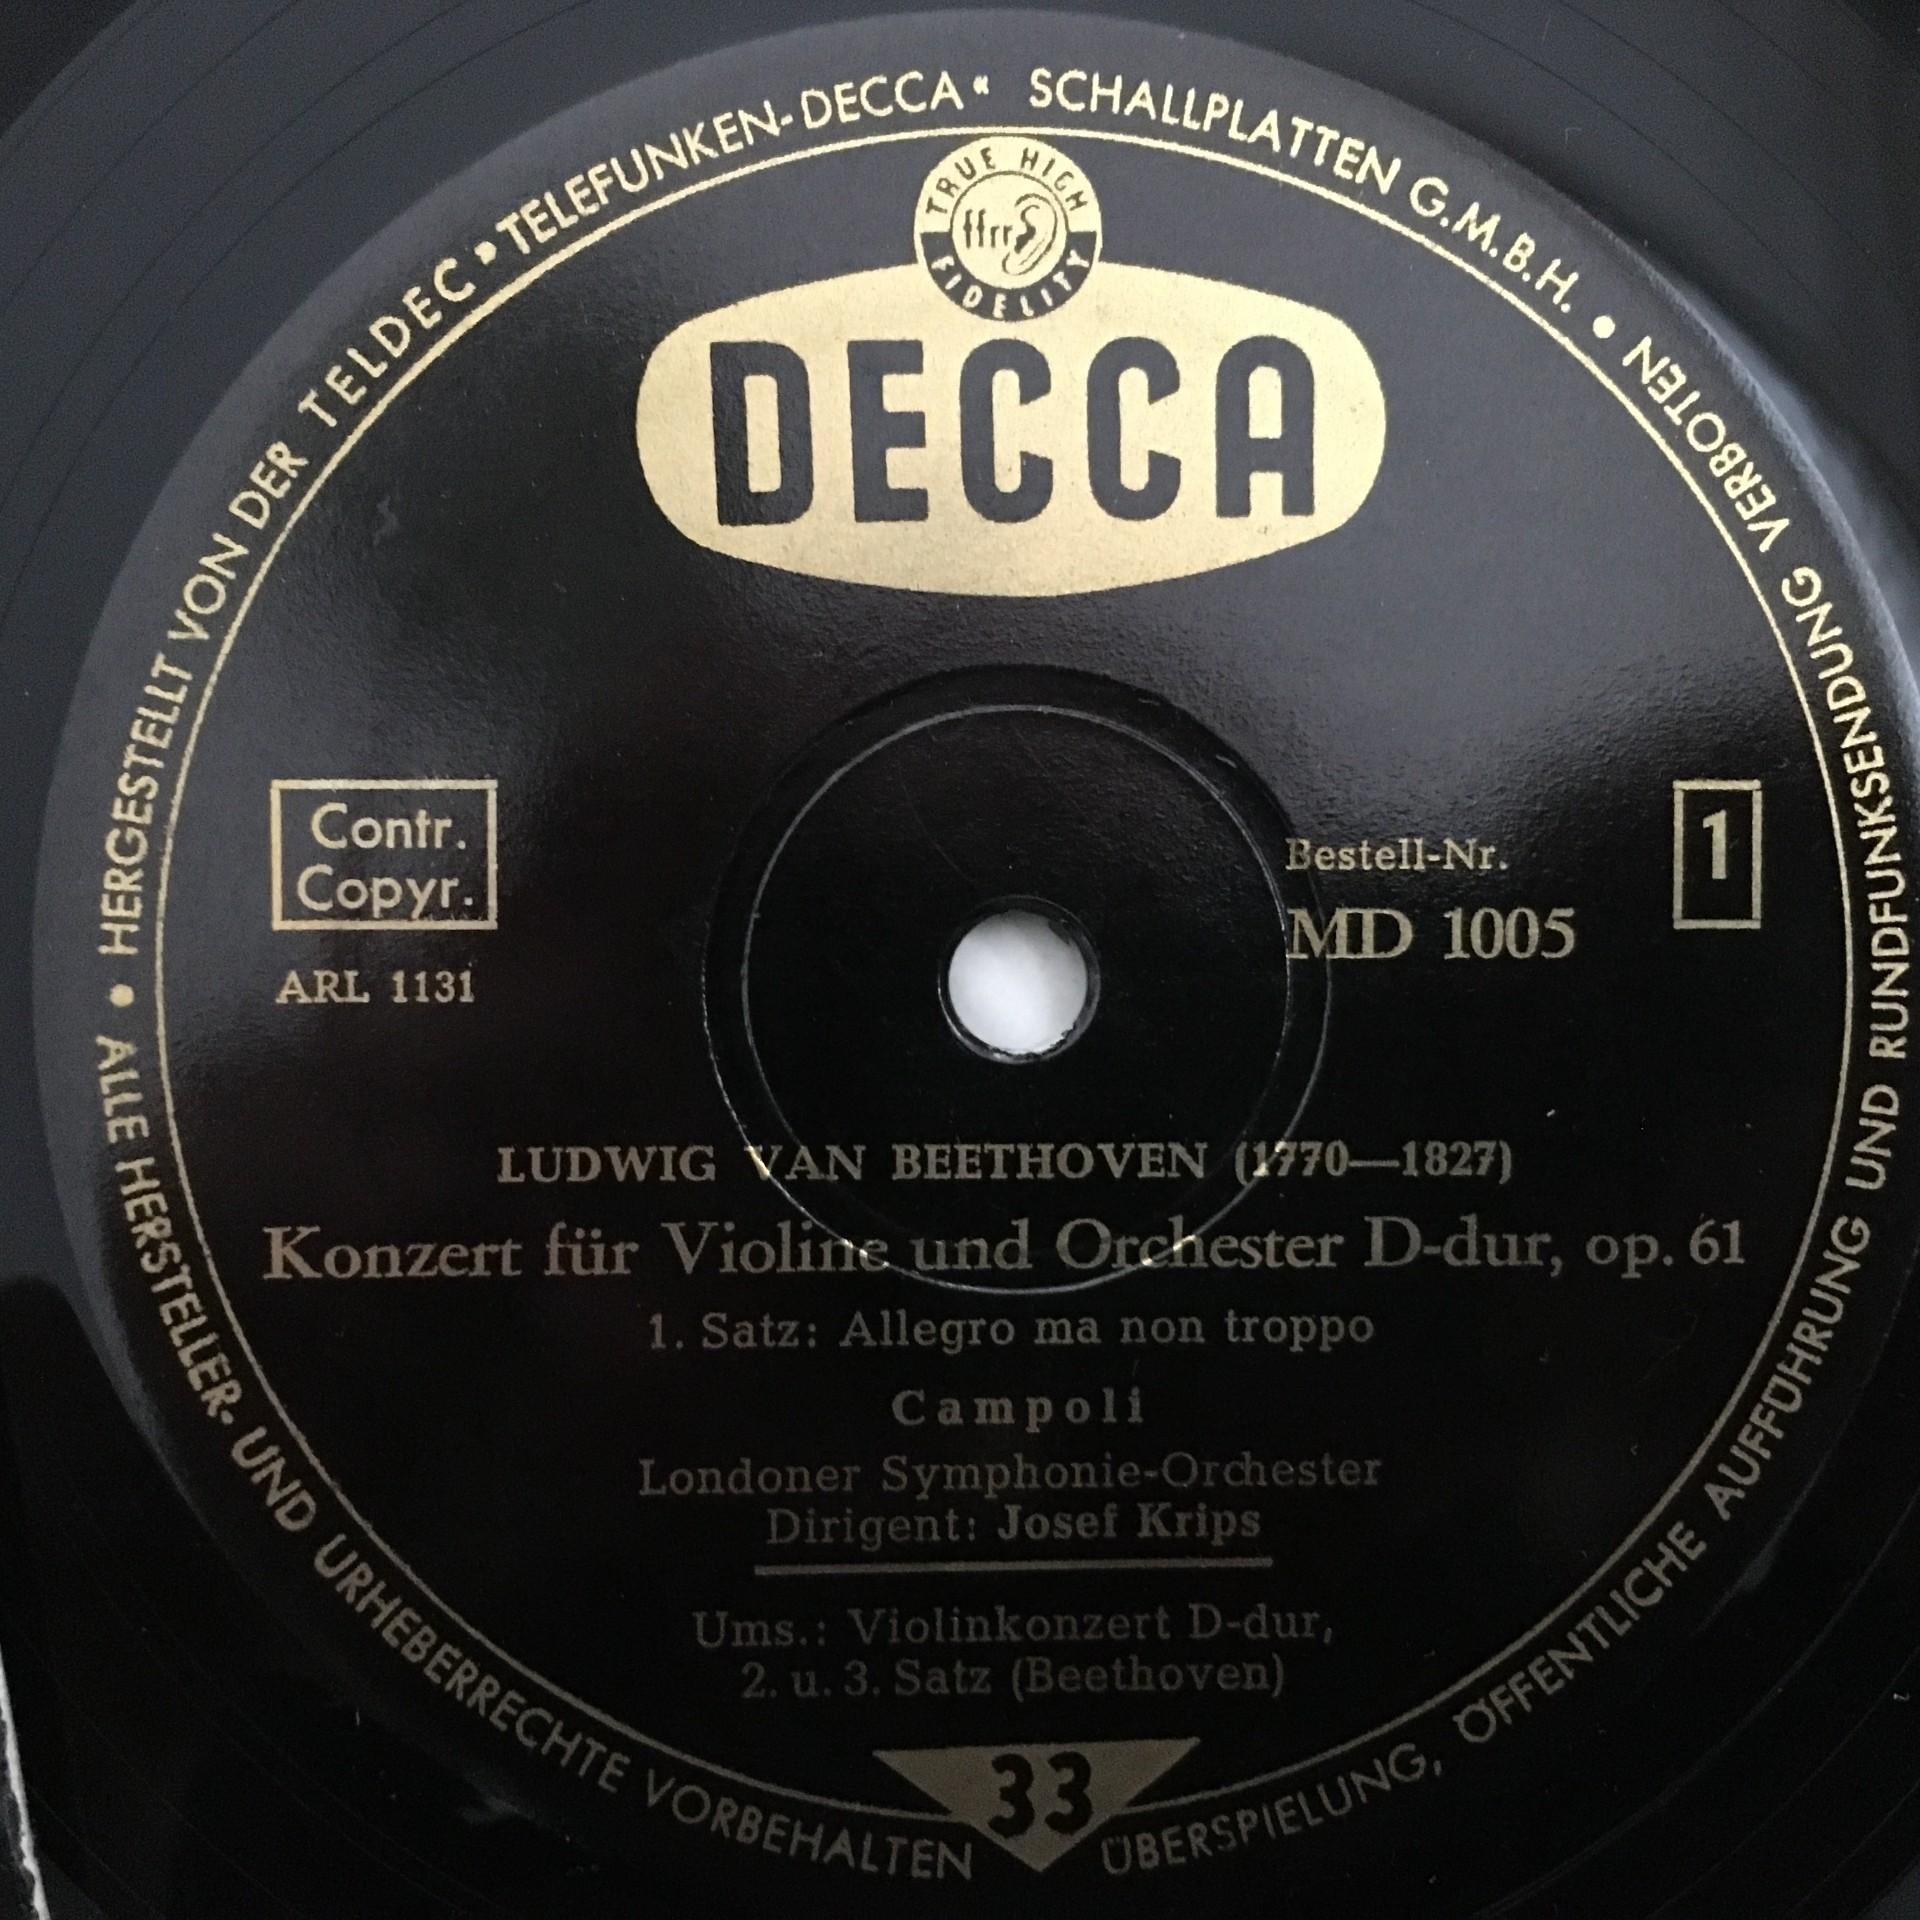 HERGESTELLT VON DER TELDEC »TELEFUNKEN-DECCA« SCHALLPLATTEN G.M.B.H. •
TRUE HIGH
ffrr
FIDELITY
DECCA
Contr.
Copyr.
ARL 1131
Bestell-Nr.
MD 1005
1
LUDWIG VAN BEETHOVEN (1770—1827)
Konzert für Violine und Orchester D-dur, op. 61
1. Satz: Allegro ma non troppo
Campoli
Londoner Symphonie-Orchester
Dirigent: Josef Krips
Ums.: Violinkonzert D-dur,
2. u. 3. Satz (Beethoven)
33
• ALLE HERSTELLER- UND URHEBERRECHTE VORBEHALTEN
ÜBERSPIELUNG, ÖFFENTLICHE AUFFÜHRUNG UND RUNDFUNKSENDUNG VERBOTEN